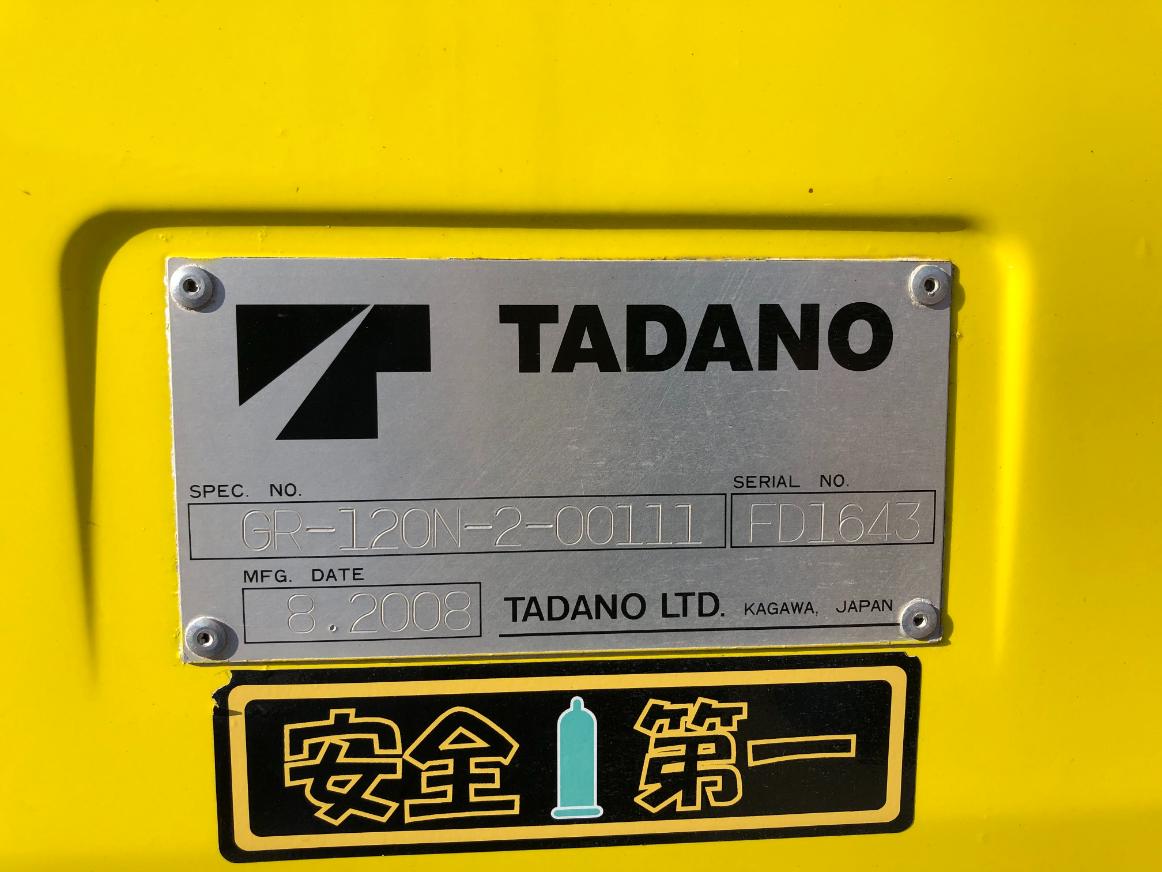 TADANO
SPEC. NO.
SERIAL NO.
GR-120N-2-00111
FD1643
MFG. DATE
8.2008
TADANO LTD. KAGAWA, JAPAN
安全 第一